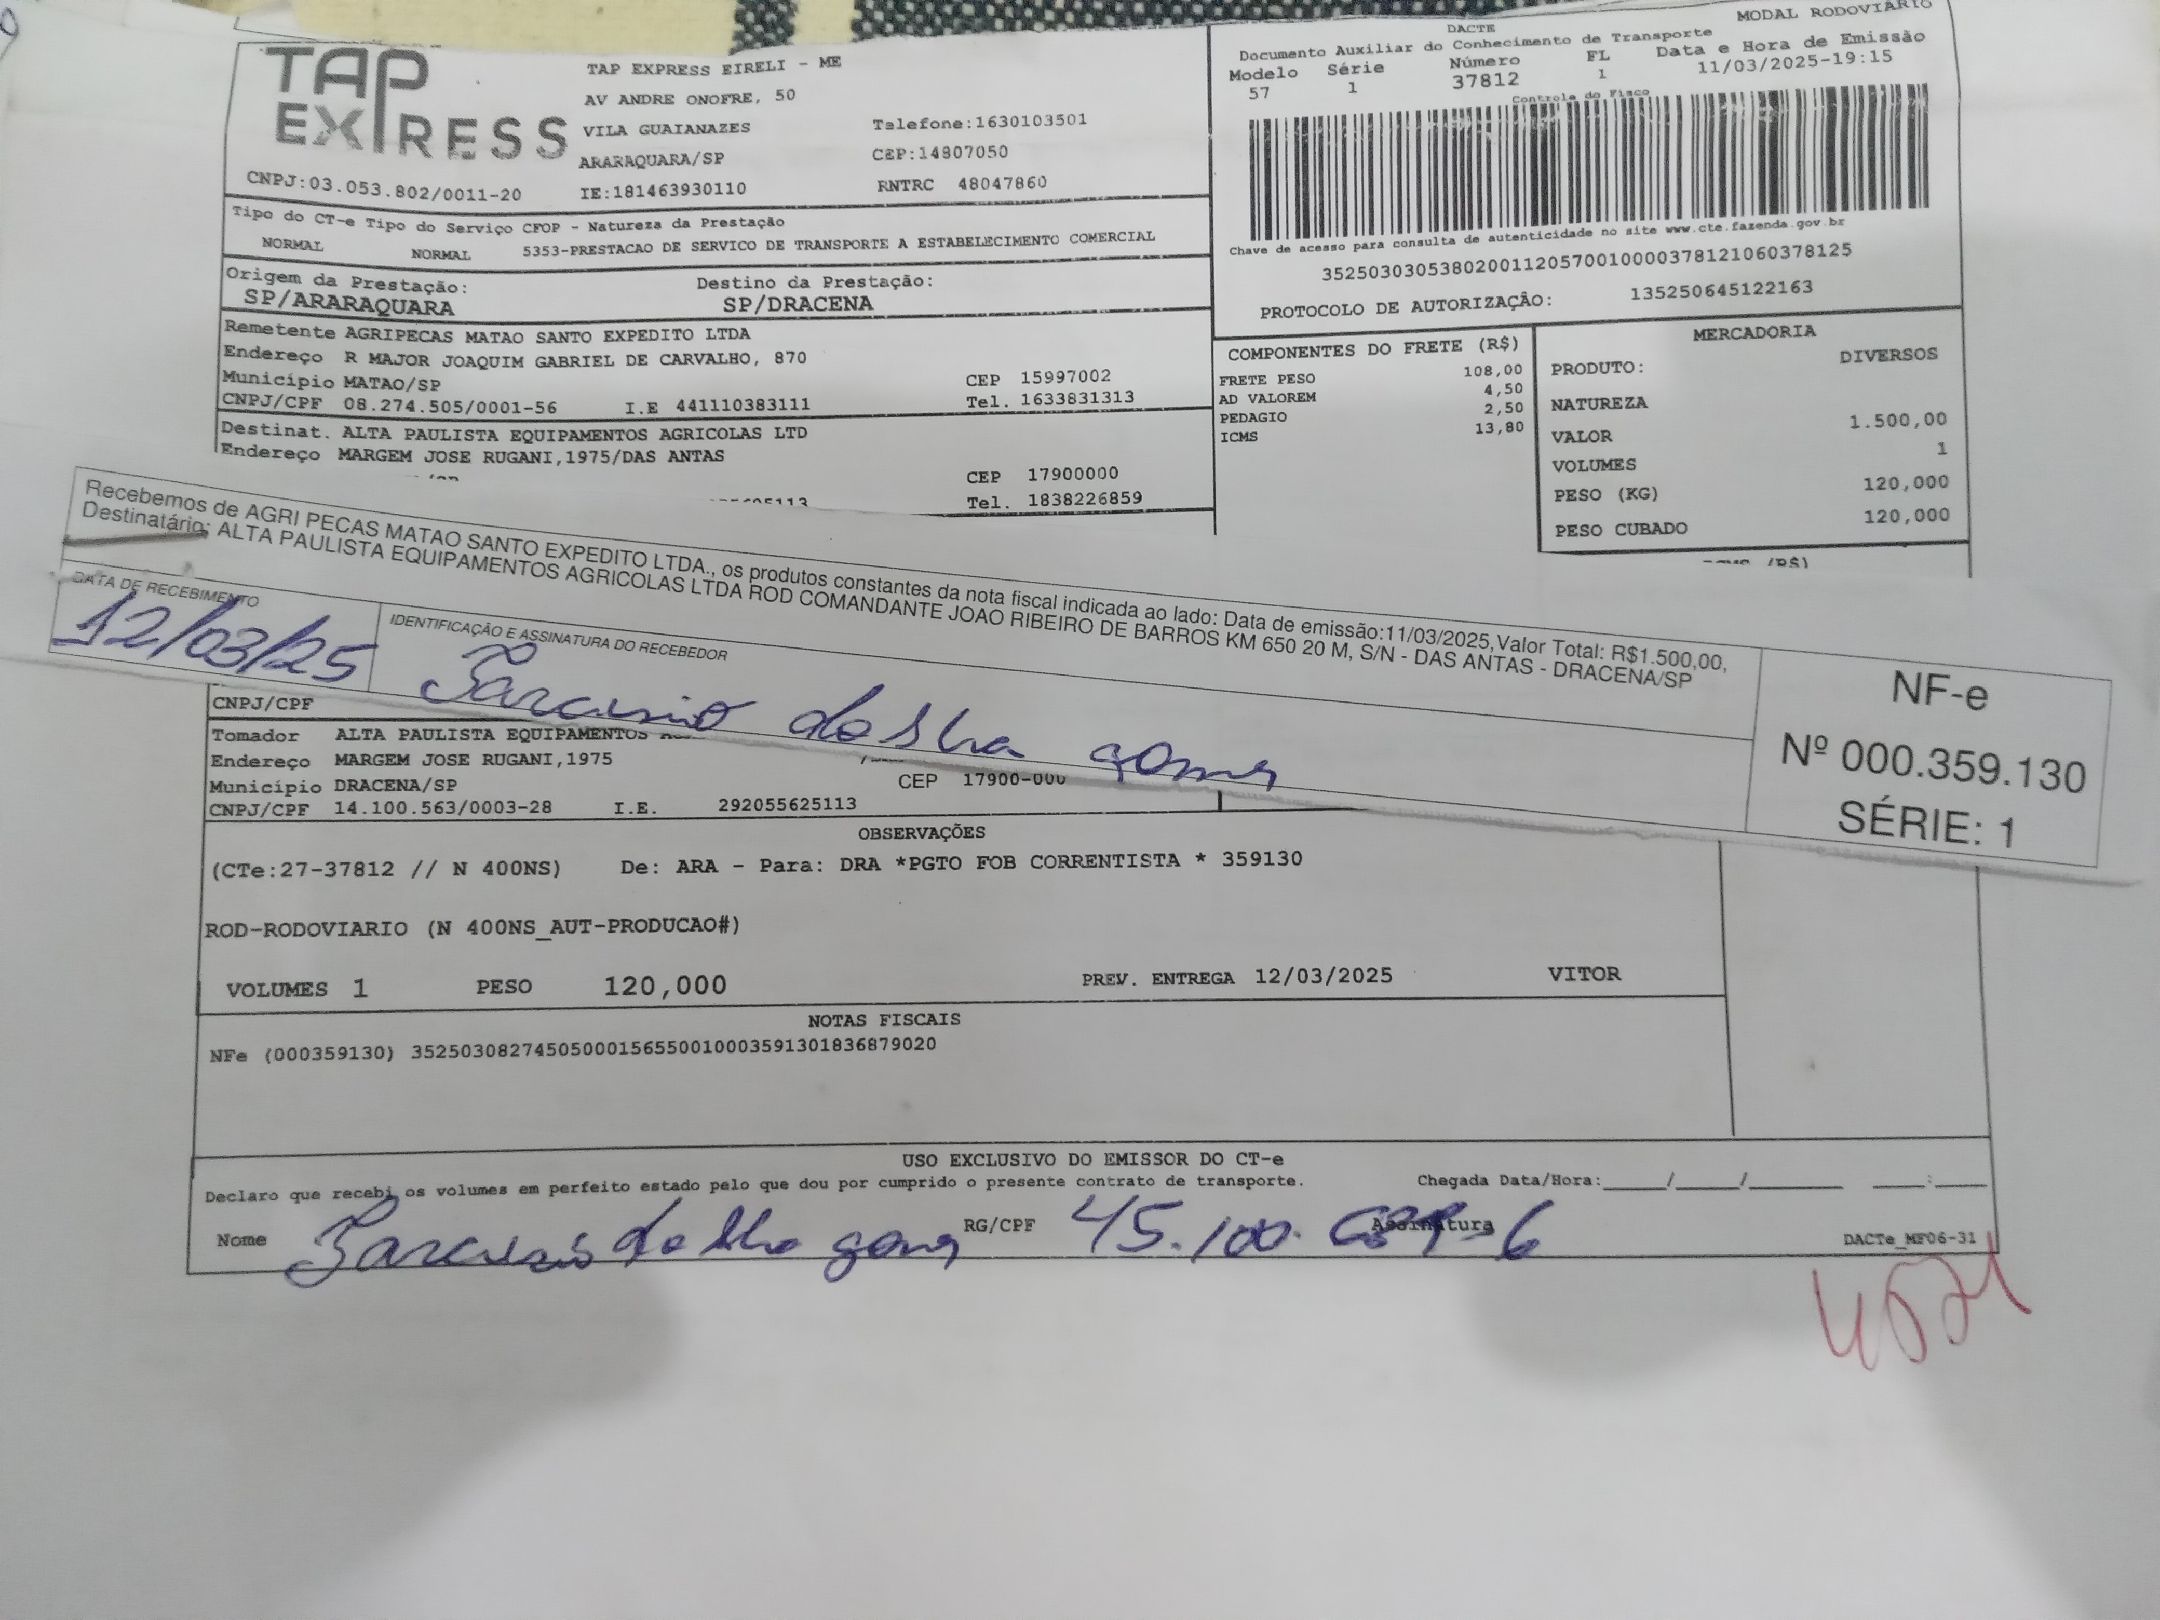 TAP EXPRESS
TAP EXPRESS EIRELI - ME
AV ANDRE ONOFRE, 50
VILA GUAIANAZES Telefone:1630103501
ARARAQUARA/SP CEP:14807050
CNPJ:03.053.802/0011-20 IE:181463930110 RNTRC 48047860
MODAL RODOVIÁRIO
DACTE
Documento Auxiliar do Conhecimento de Transporte
Modelo Série Número FL Data e Hora de Emissão
57 1 37812 1 11/03/2025-19:15
Controle do Fisco
Chave de acesso para consulta de autenticidade no site www.cte.fazenda.gov.br
35250303053802001120570010000378121060378125
PROTOCOLO DE AUTORIZAÇÃO: 135250645122163
Tipo do CT-e Tipo do Serviço CFOP - Natureza da Prestação
NORMAL NORMAL 5353-PRESTACAO DE SERVICO DE TRANSPORTE A ESTABELECIMENTO COMERCIAL
Origem da Prestação: Destino da Prestação:
SP/ARARAQUARA SP/DRACENA
Remetente AGRIPECAS MATAO SANTO EXPEDITO LTDA
Endereço R MAJOR JOAQUIM GABRIEL DE CARVALHO, 870
Município MATAO/SP CEP 15997002
CNPJ/CPF 08.274.505/0001-56 I.E 441110383111 Tel. 1633831313
Destinat. ALTA PAULISTA EQUIPAMENTOS AGRICOLAS LTD
Endereço MARGEM JOSE RUGANI,1975/DAS ANTAS
CEP 17900000
Tel. 1838226859
COMPONENTES DO FRETE (R$)
FRETE PESO 108,00
AD VALOREM 4,50
PEDAGIO 2,50
ICMS 13,80
MERCADORIA
PRODUTO: DIVERSOS
NATUREZA
VALOR 1.500,00
VOLUMES 1
PESO (KG) 120,000
PESO CUBADO 120,000
Recebemos de AGRI PECAS MATAO SANTO EXPEDITO LTDA., os produtos constantes da nota fiscal indicada ao lado: Data de emissão:11/03/2025,Valor Total: R$1.500,00,
Destinatário: ALTA PAULISTA EQUIPAMENTOS AGRICOLAS LTDA ROD COMANDANTE JOAO RIBEIRO DE BARROS KM 650 20 M, S/N - DAS ANTAS - DRACENA/SP
DATA DE RECEBIMENTO IDENTIFICAÇÃO E ASSINATURA DO RECEBEDOR
12/03/25
NF-e
Nº 000.359.130
SÉRIE: 1
CNPJ/CPF
Tomador ALTA PAULISTA EQUIPAMENTOS
Endereço MARGEM JOSE RUGANI,1975
Município DRACENA/SP CEP 17900-000
CNPJ/CPF 14.100.563/0003-28 I.E. 292055625113
OBSERVAÇÕES
(CTe:27-37812 // N 400NS) De: ARA - Para: DRA *PGTO FOB CORRENTISTA * 359130
ROD-RODOVIARIO (N 400NS_AUT-PRODUCAO#)
VOLUMES 1 PESO 120,000 PREV. ENTREGA 12/03/2025 VITOR
NOTAS FISCAIS
NFe (000359130) 35250308274505000156550010003591301836879020
USO EXCLUSIVO DO EMISSOR DO CT-e
Declaro que recebi os volumes em perfeito estado pelo que dou por cumprido o presente contrato de transporte. Chegada Data/Hora:____/____/______ ___:___
Nome RG/CPF 45.100. Assinatura
DACTe_MF06-31